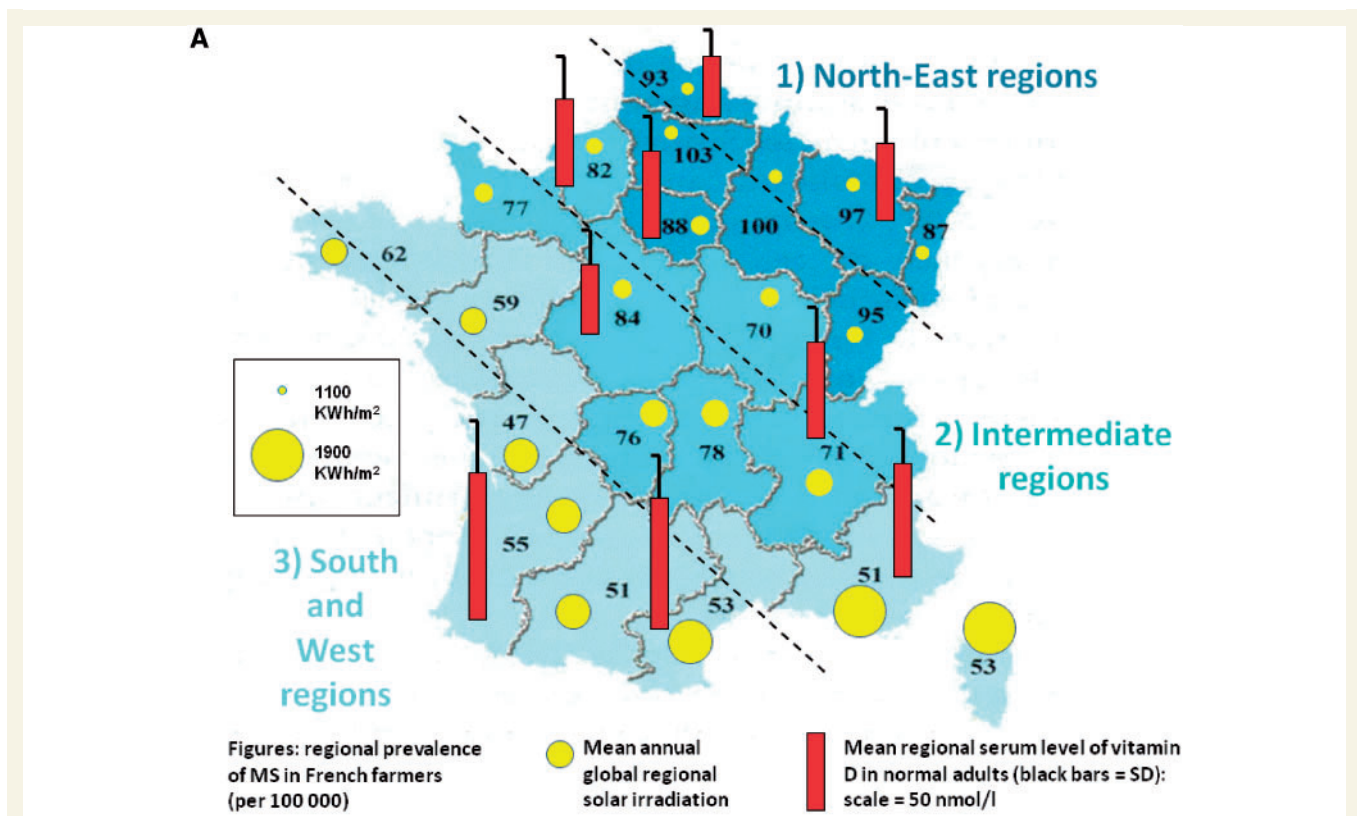 A
1) North-East regions
93
103
82
77
88
100
97
87
62
59
84
70
95
1100
KWh/m²
1900
KWh/m²
47
76
78
71
2) Intermediate
regions
3) South
and
West
regions
55
51
53
51
53
Figures: regional prevalence
of MS in French farmers
(per 100 000)
Mean annual
global regional
solar irradiation
Mean regional serum level of vitamin
D in normal adults (black bars = SD):
scale = 50 nmol/l